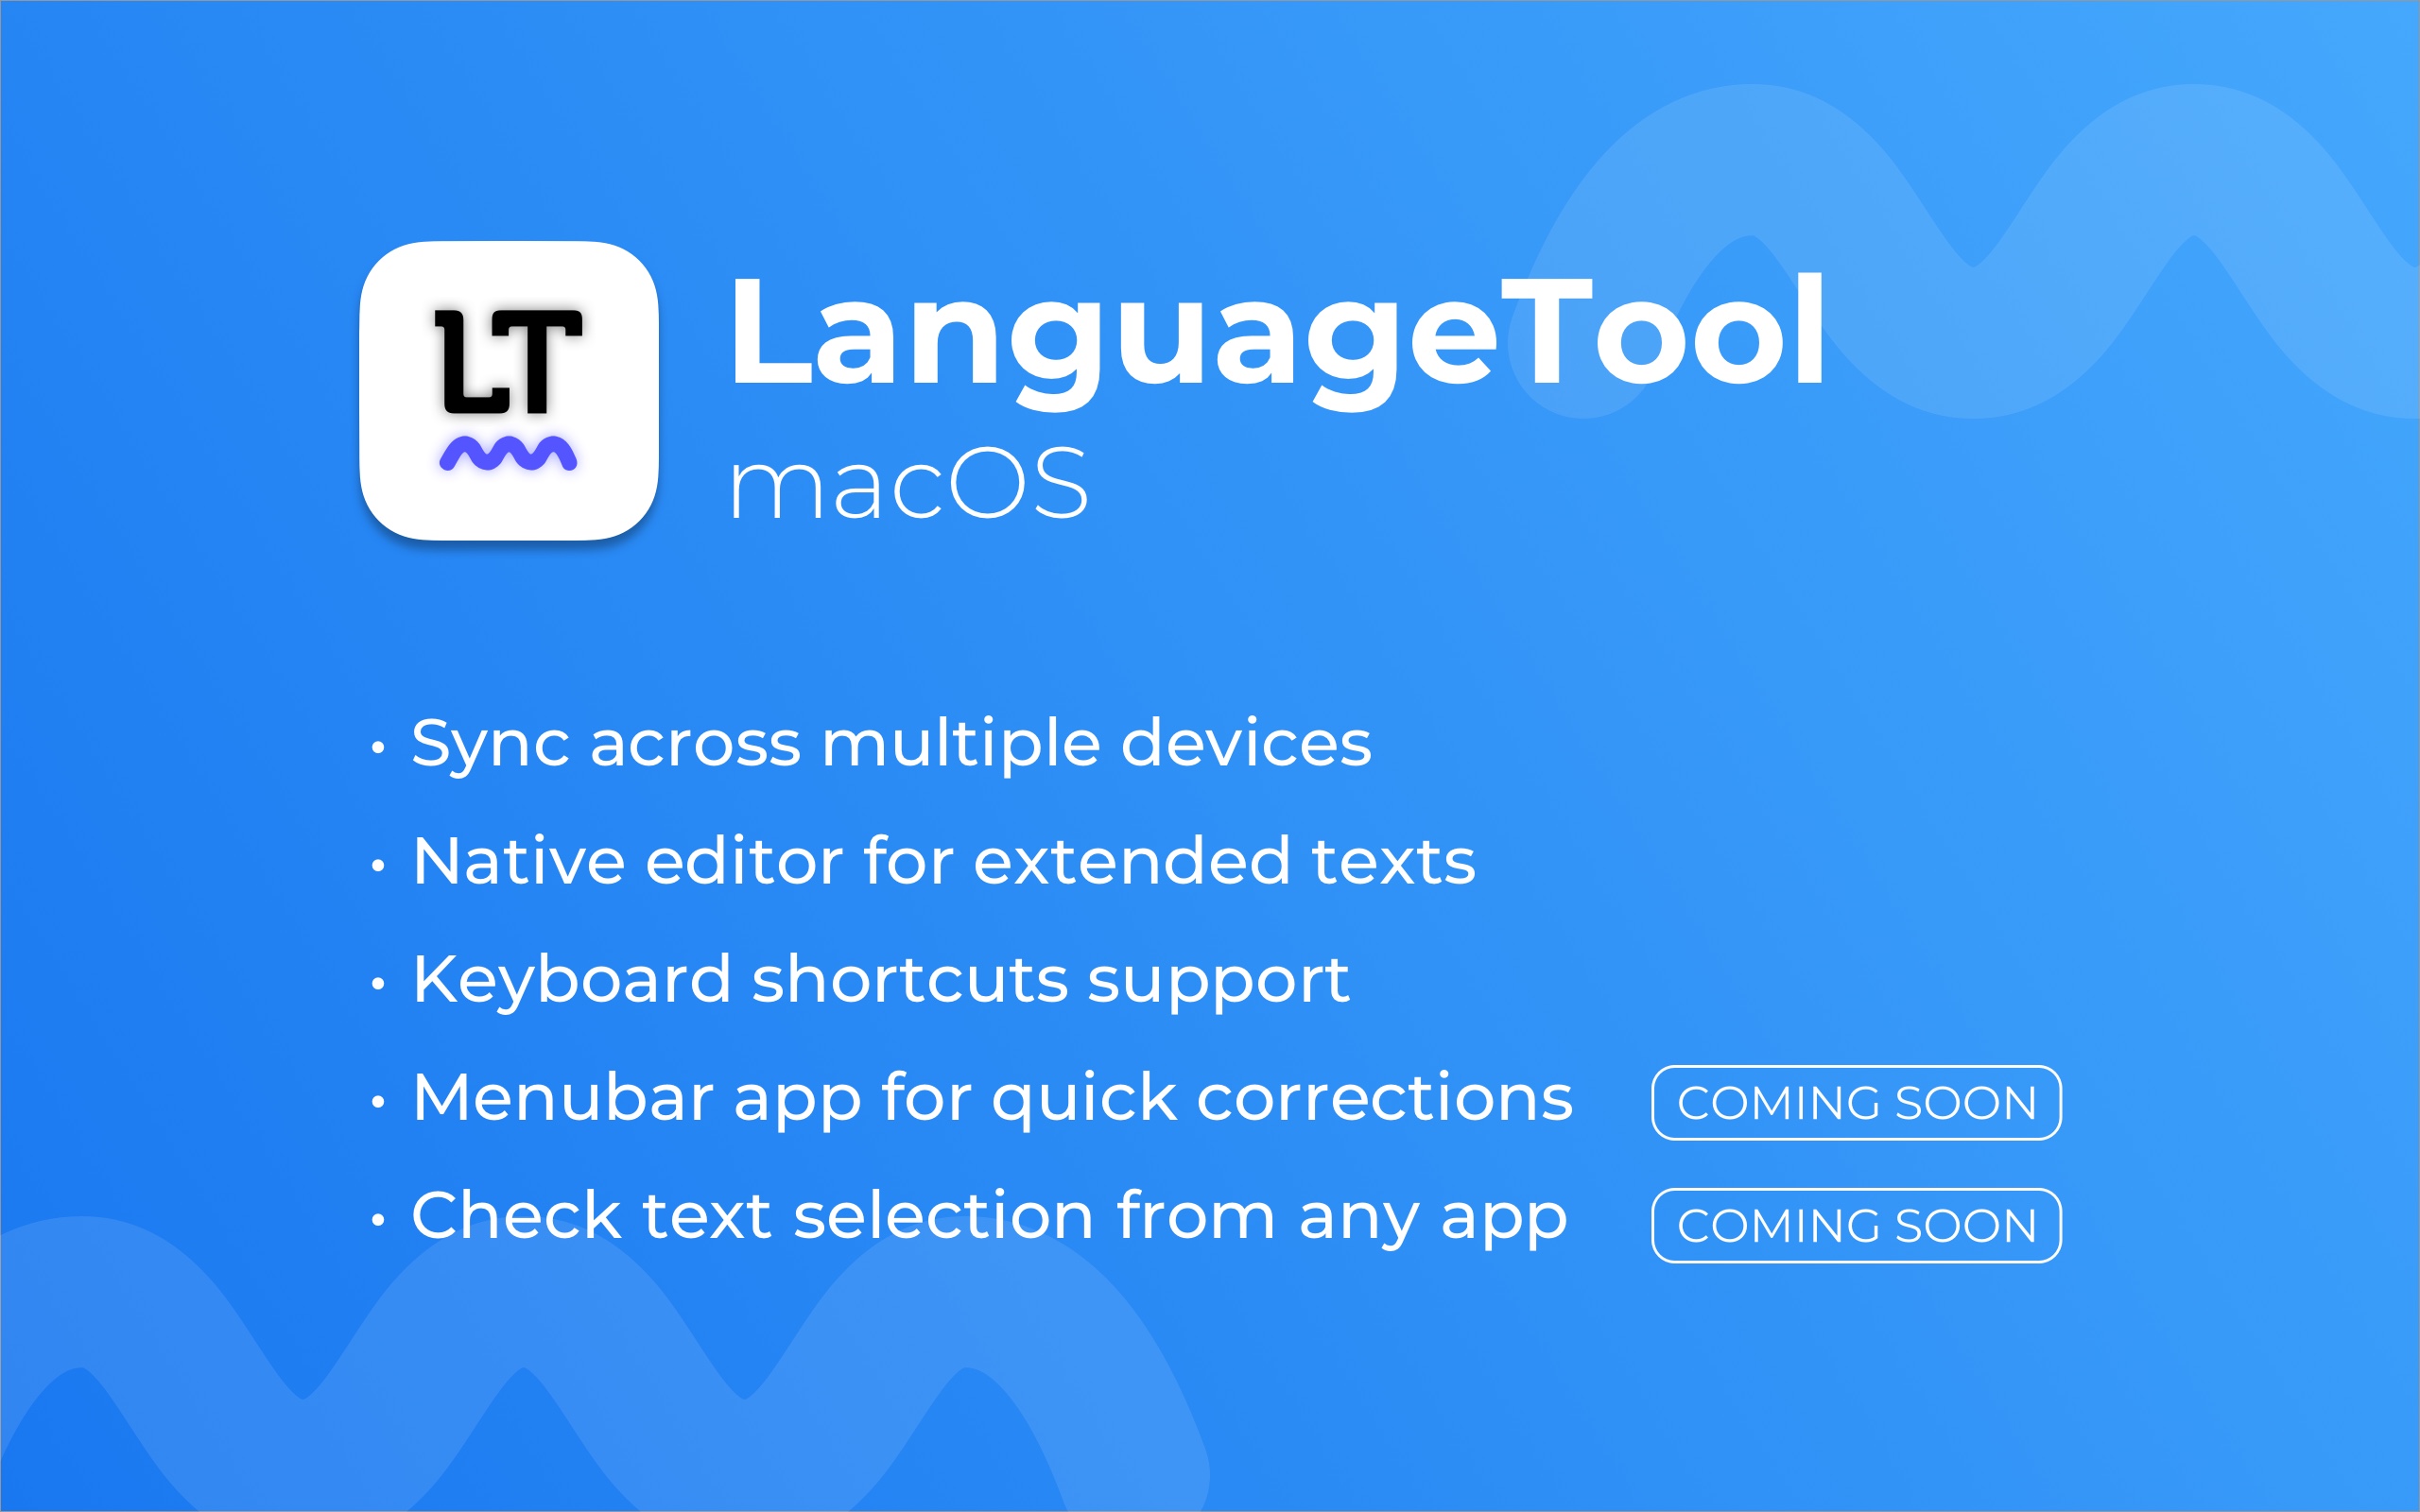 LT
LanguageTool
macOS
• Sync across multiple devices
• Native editor for extended texts
• Keyboard shortcuts support
• Menubar app for quick corrections COMING SOON
• Check text selection from any app COMING SOON